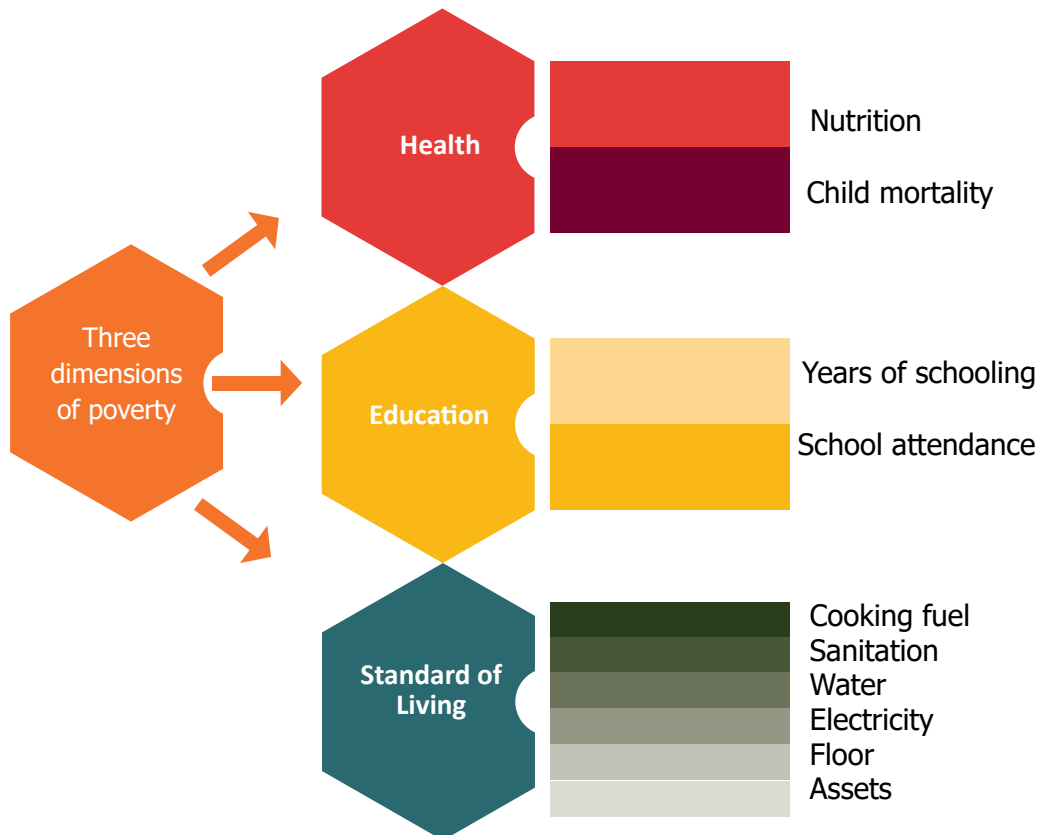 Three
dimensions
of poverty
Health
Nutrition
Child mortality
Education
Years of schooling
School attendance
Standard of
Living
Cooking fuel
Sanitation
Water
Electricity
Floor
Assets